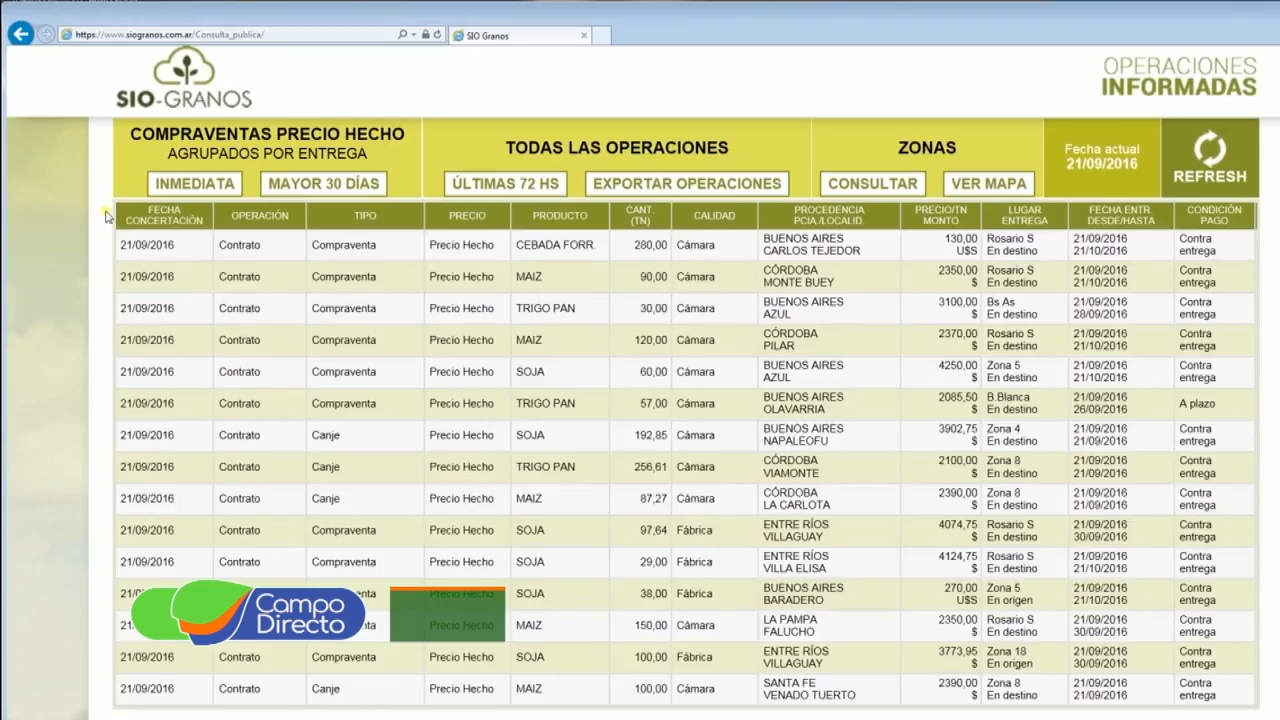 https://www.siogranos.com.ar/Consulta_publica/
SIO Granos
SIO-GRANOS
OPERACIONES
INFORMADAS
COMPRAVENTAS PRECIO HECHO
AGRUPADOS POR ENTREGA
INMEDIATA MAYOR 30 DÍAS
TODAS LAS OPERACIONES
ÚLTIMAS 72 HS EXPORTAR OPERACIONES
ZONAS
CONSULTAR VER MAPA
Fecha actual
21/09/2016
REFRESH
FECHA CONCERTACIÓN OPERACIÓN TIPO PRECIO PRODUCTO CANT. (TN) CALIDAD PROCEDENCIA PCIA./LOCALID. PRECIO/TN MONTO LUGAR ENTREGA FECHA ENTR. DESDE/HASTA CONDICIÓN PAGO
21/09/2016 Contrato Compraventa Precio Hecho CEBADA FORR. 280,00 Cámara BUENOS AIRES CARLOS TEJEDOR 130,00 U$S Rosario S En destino 21/09/2016 21/10/2016 Contra entrega
21/09/2016 Contrato Compraventa Precio Hecho MAIZ 90,00 Cámara CÓRDOBA MONTE BUEY 2350,00 $ Rosario S En destino 21/09/2016 21/10/2016 Contra entrega
21/09/2016 Contrato Compraventa Precio Hecho TRIGO PAN 30,00 Cámara BUENOS AIRES AZUL 3100,00 $ Bs As En destino 21/09/2016 28/09/2016 Contra entrega
21/09/2016 Contrato Compraventa Precio Hecho MAIZ 120,00 Cámara CÓRDOBA PILAR 2370,00 $ Rosario S En destino 21/09/2016 21/10/2016 Contra entrega
21/09/2016 Contrato Compraventa Precio Hecho SOJA 60,00 Cámara BUENOS AIRES AZUL 4250,00 $ Zona 5 En destino 21/09/2016 21/10/2016 Contra entrega
21/09/2016 Contrato Compraventa Precio Hecho TRIGO PAN 57,00 Cámara BUENOS AIRES OLAVARRIA 2085,50 $ B.Blanca En destino 21/09/2016 26/09/2016 A plazo
21/09/2016 Contrato Canje Precio Hecho SOJA 192,85 Cámara BUENOS AIRES NAPALEOFU 3902,75 $ Zona 4 En destino 21/09/2016 21/10/2016 Contra entrega
21/09/2016 Contrato Canje Precio Hecho TRIGO PAN 256,61 Cámara CÓRDOBA VIAMONTE 2100,00 $ Zona 8 En destino 21/09/2016 21/09/2016 Contra entrega
21/09/2016 Contrato Canje Precio Hecho MAIZ 87,27 Cámara CÓRDOBA LA CARLOTA 2390,00 $ Zona 8 En destino 21/09/2016 21/09/2016 Contra entrega
21/09/2016 Contrato Compraventa Precio Hecho SOJA 97,64 Fábrica ENTRE RÍOS VILLAGUAY 4074,75 $ Rosario S En destino 21/09/2016 30/09/2016 Contra entrega
21/09/2016 Contrato Compraventa Precio Hecho SOJA 29,00 Fábrica ENTRE RÍOS VILLA ELISA 4124,75 $ Rosario S En destino 21/09/2016 21/10/2016 Contra entrega
Precio Hecho SOJA 38,00 Fábrica BUENOS AIRES BARADERO 270,00 U$S Zona 5 En origen 21/09/2016 21/10/2016 Contra entrega
Precio Hecho MAIZ 150,00 Cámara LA PAMPA FALUCHO 2350,00 $ Rosario S En destino 21/09/2016 30/09/2016 Contra entrega
21/09/2016 Contrato Compraventa Precio Hecho SOJA 100,00 Fábrica ENTRE RÍOS VILLAGUAY 3773,95 $ Zona 18 En origen 21/09/2016 30/09/2016 Contra entrega
21/09/2016 Contrato Canje Precio Hecho MAIZ 100,00 Cámara SANTA FE VENADO TUERTO 2390,00 $ Zona 8 En destino 21/09/2016 21/09/2016 Contra entrega
Campo
Directo